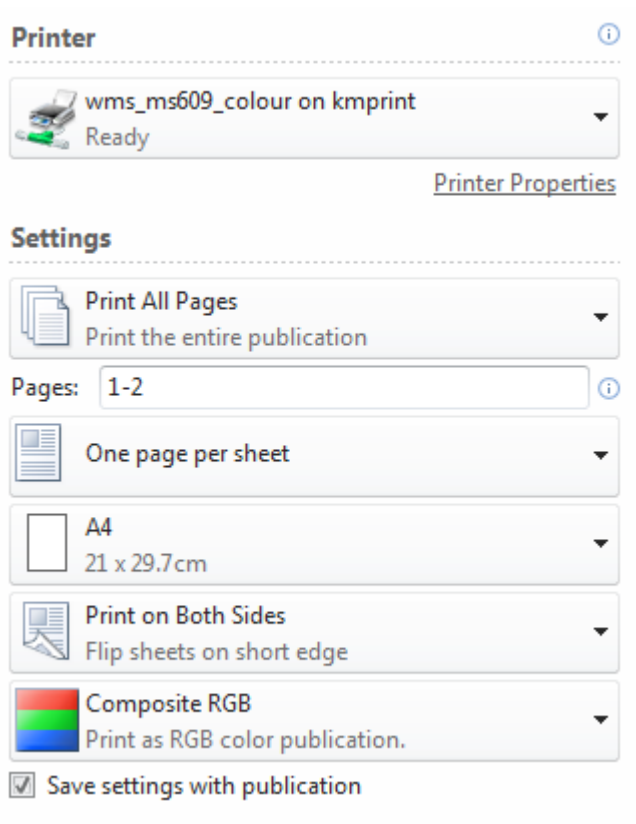 Printer
wms_ms609_colour on kmprint
Ready
Printer Properties
Settings
Print All Pages
Print the entire publication
Pages: 1-2
One page per sheet
A4
21 x 29.7cm
Print on Both Sides
Flip sheets on short edge
Composite RGB
Print as RGB color publication.
Save settings with publication